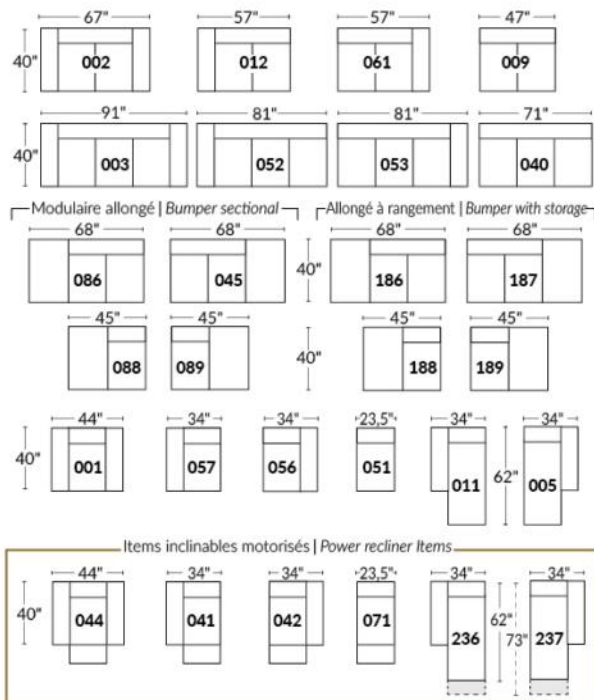 67" 57" 57" 47"
40" 002 012 061 009
91" 81" 81" 71"
40" 003 052 053 040
Modulaire allongé | Bumper sectional Allongé à rangement | Bumper with storage
68" 68" 68" 68"
086 045 40" 186 187
45" 45" 45" 45"
088 089 40" 188 189
44" 34" 34" 23,5" 34" 34"
40" 001 057 056 051 011 62" 005
Items inclinables motorisés | Power recliner Items
44" 34" 34" 23,5" 34" 34"
40" 044 041 042 071 236 62" 73" 237